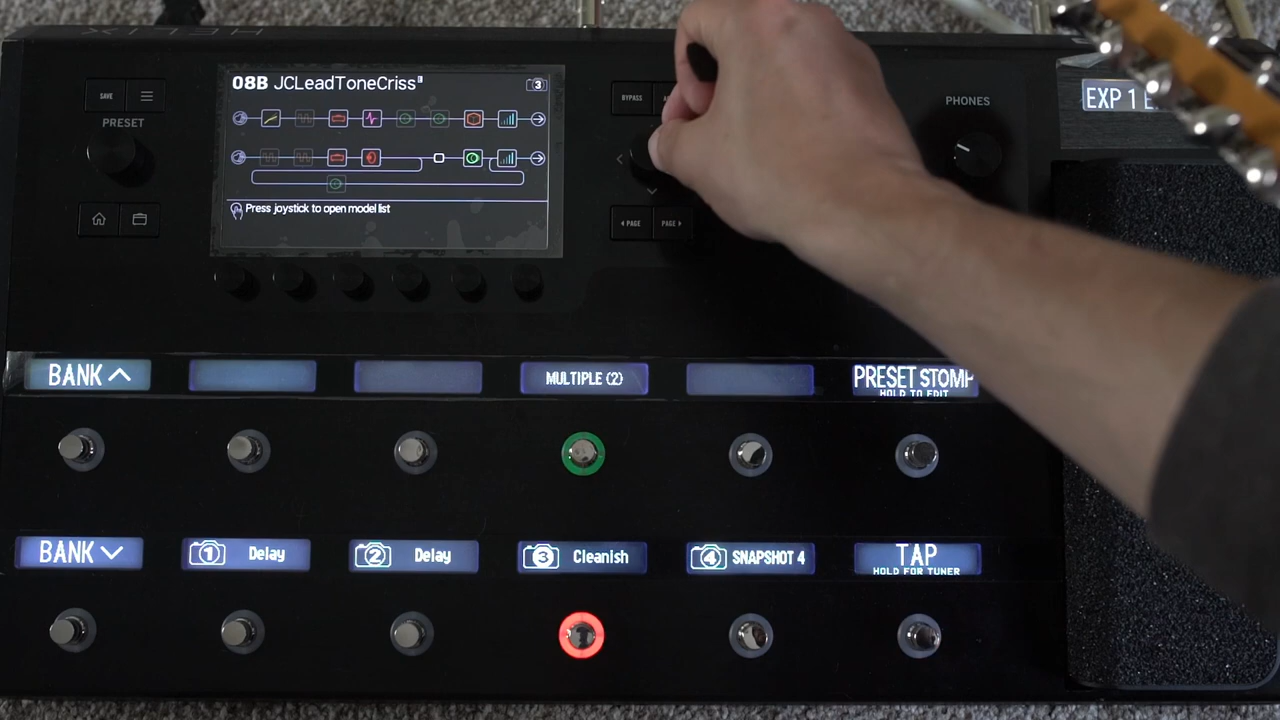 HELIX
08B JCLeadToneCriss
3
SAVE
PRESET
Press joystick to open model list
BYPASS
PHONES
EXP 1
◀ PAGE
PAGE ▶
BANK
MULTIPLE (2)
PRESET STOMP
HOLD TO EDIT
BANK
1 Delay
2 Delay
3 Cleanish
4 SNAPSHOT 4
TAP
HOLD FOR TUNER